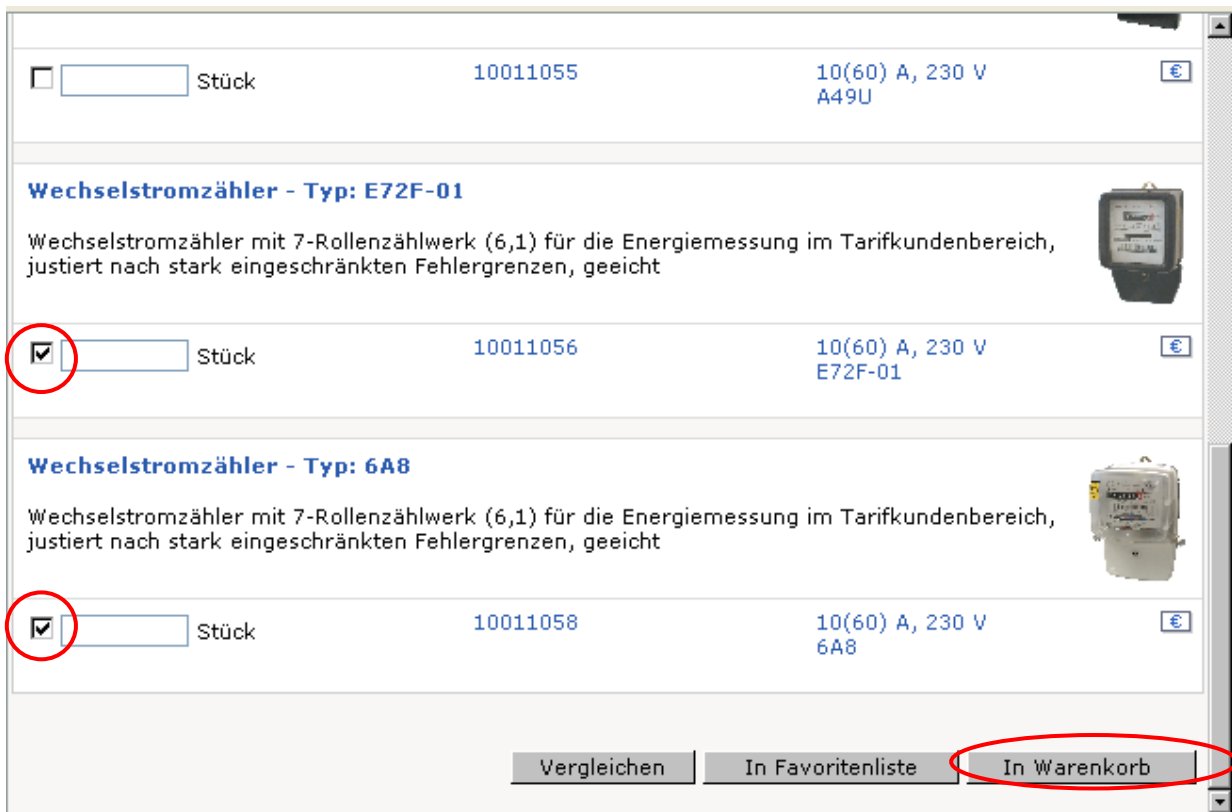 Stück 10011055 10(60) A, 230 V €
A49U
Wechselstromzähler - Typ: E72F-01
Wechselstromzähler mit 7-Rollenzählwerk (6,1) für die Energiemessung im Tarifkundenbereich,
justiert nach stark eingeschränkten Fehlergrenzen, geeicht
Stück 10011056 10(60) A, 230 V €
E72F-01
Wechselstromzähler - Typ: 6A8
Wechselstromzähler mit 7-Rollenzählwerk (6,1) für die Energiemessung im Tarifkundenbereich,
justiert nach stark eingeschränkten Fehlergrenzen, geeicht
Stück 10011058 10(60) A, 230 V €
6A8
Vergleichen In Favoritenliste In Warenkorb